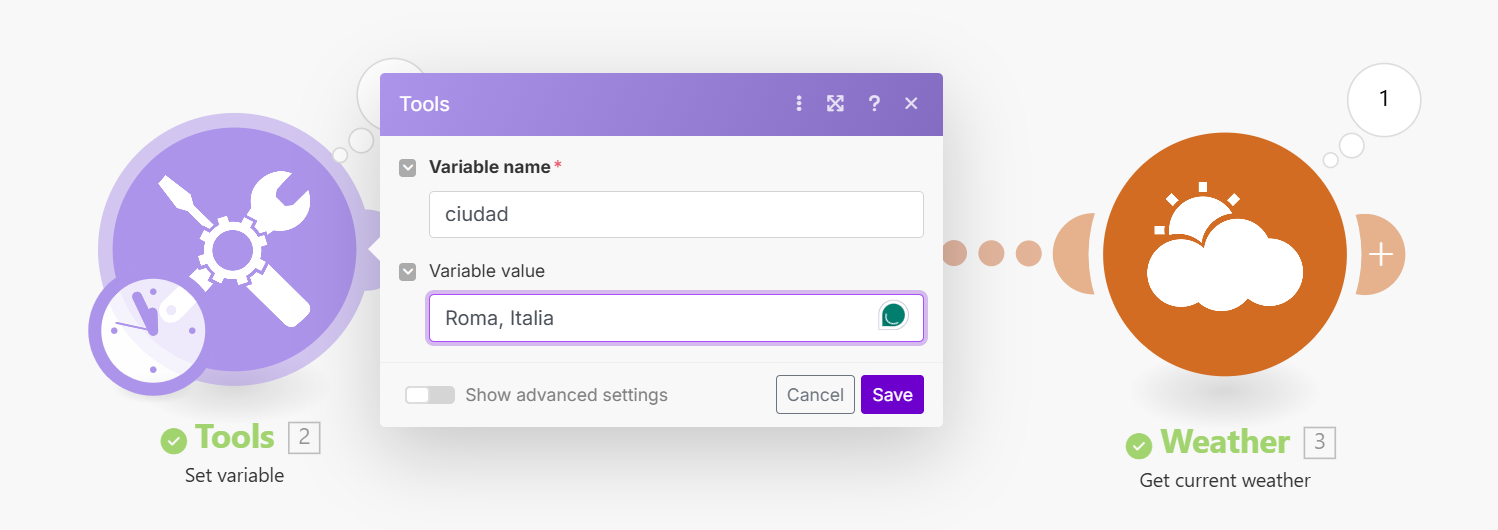 Tools
Variable name *
ciudad
Variable value
Roma, Italia
Show advanced settings
Cancel
Save
Tools 2
Set variable
1
Weather 3
Get current weather